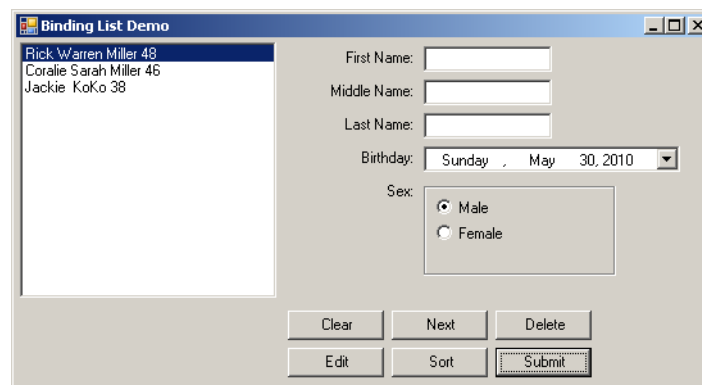 Binding List Demo
Rick Warren Miller 48
Coralie Sarah Miller 46
Jackie  KoKo 38
First Name:
Middle Name:
Last Name:
Birthday: Sunday , May 30, 2010
Sex:
Male
Female
Clear Next Delete
Edit Sort Submit